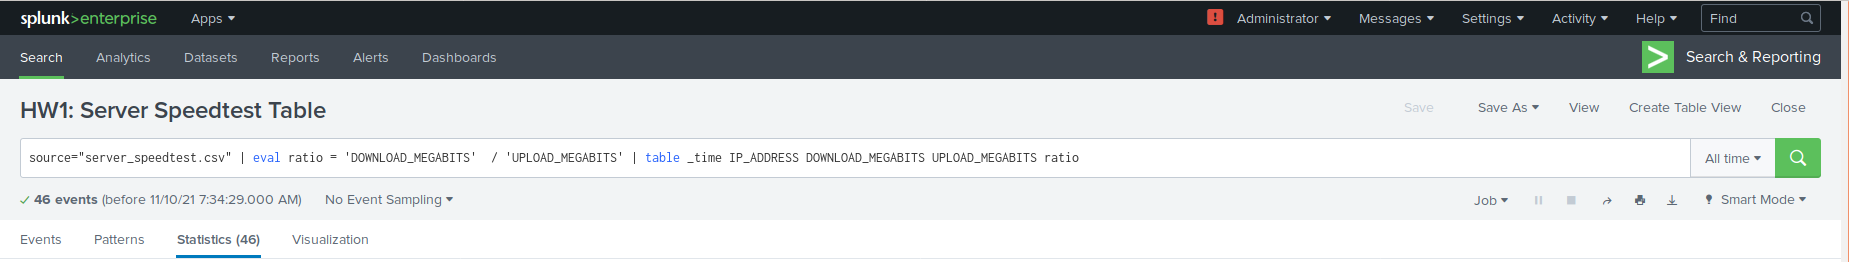 splunk>enterprise Apps ▾ ! Administrator ▾ Messages ▾ Settings ▾ Activity ▾ Help ▾ Find
Search Analytics Datasets Reports Alerts Dashboards > Search & Reporting
HW1: Server Speedtest Table Save Save As ▾ View Create Table View Close
source="server_speedtest.csv" | eval ratio = 'DOWNLOAD_MEGABITS'  / 'UPLOAD_MEGABITS' | table _time IP_ADDRESS DOWNLOAD_MEGABITS UPLOAD_MEGABITS ratio All time ▾
✓ 46 events (before 11/10/21 7:34:29.000 AM) No Event Sampling ▾ Job ▾ Smart Mode ▾
Events Patterns Statistics (46) Visualization